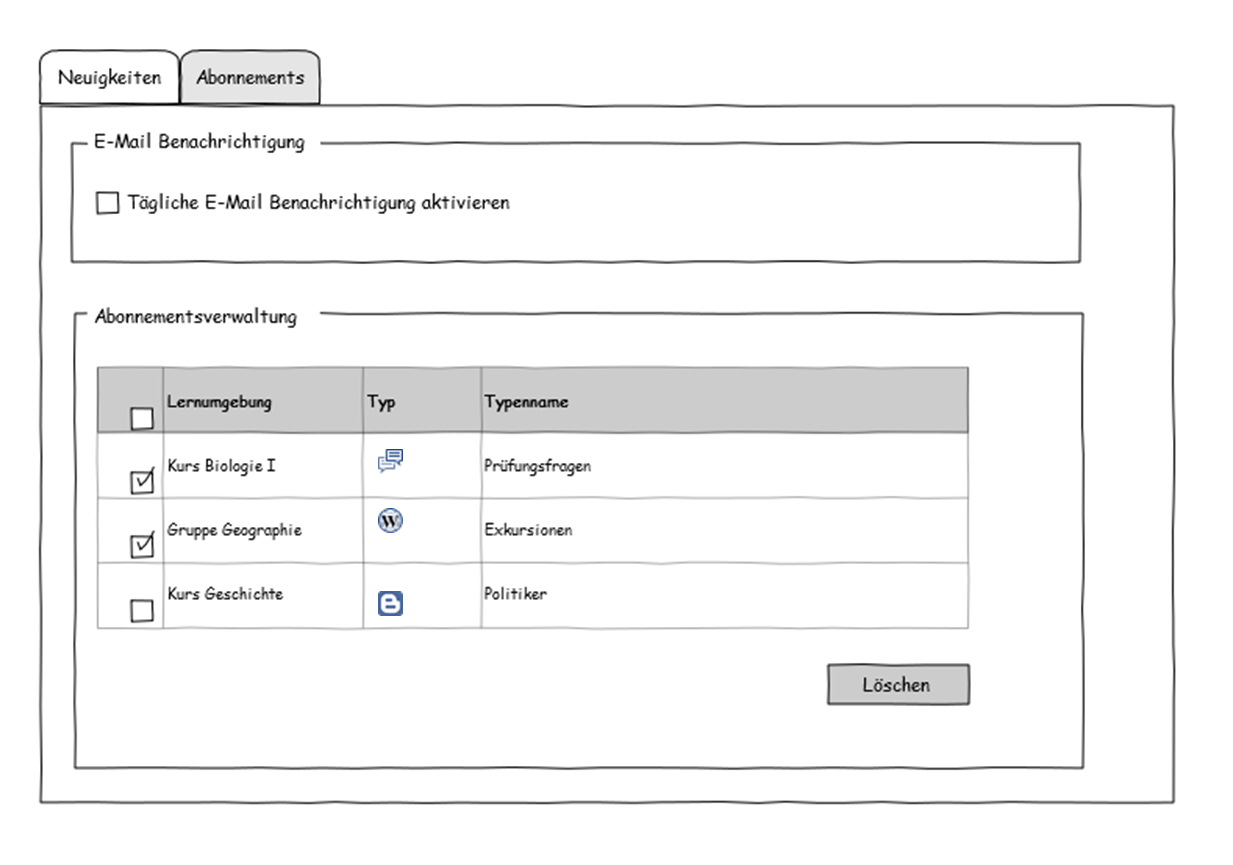 Neuigkeiten Abonnements
E-Mail Benachrichtigung
Tägliche E-Mail Benachrichtigung aktivieren
Abonnementsverwaltung
Lernumgebung Typ Typenname
Kurs Biologie I Prüfungsfragen
Gruppe Geographie W Exkursionen
Kurs Geschichte B Politiker
Löschen